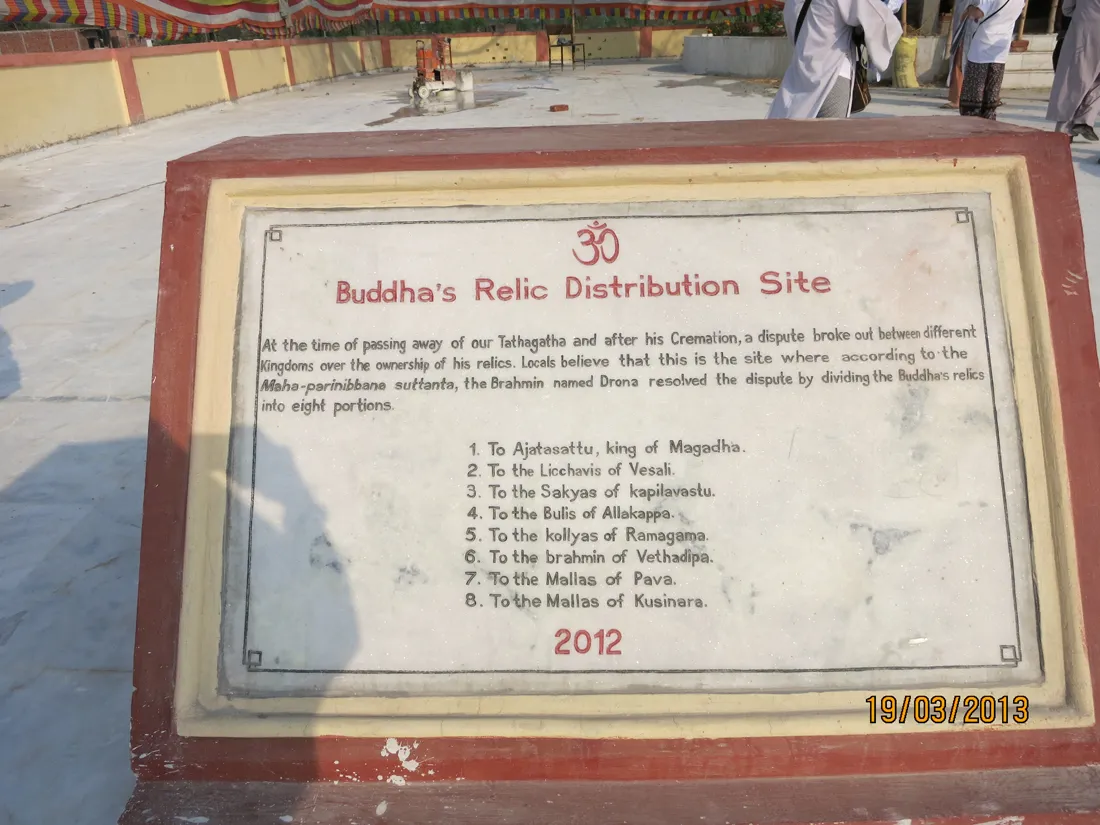 ॐ
Buddha's Relic Distribution Site
At the time of passing away of our Tathagatha and after his Cremation, a dispute broke out between different
Kingdoms over the ownership of his relics. Locals believe that this is the site where according to the
Maha-parinibbana suttanta, the Brahmin named Drona resolved the dispute by dividing the Buddha's relics
into eight portions.
1. To Ajatasattu, king of Magadha.
2. To the Licchavis of Vesali.
3. To the Sakyas of kapilavastu.
4. To the Bulis of Allakappa.
5. To the kollyas of Ramagama.
6. To the brahmin of Vethadipa.
7. To the Mallas of Pava.
8. To the Mallas of Kusinara.
2012
19/03/2013